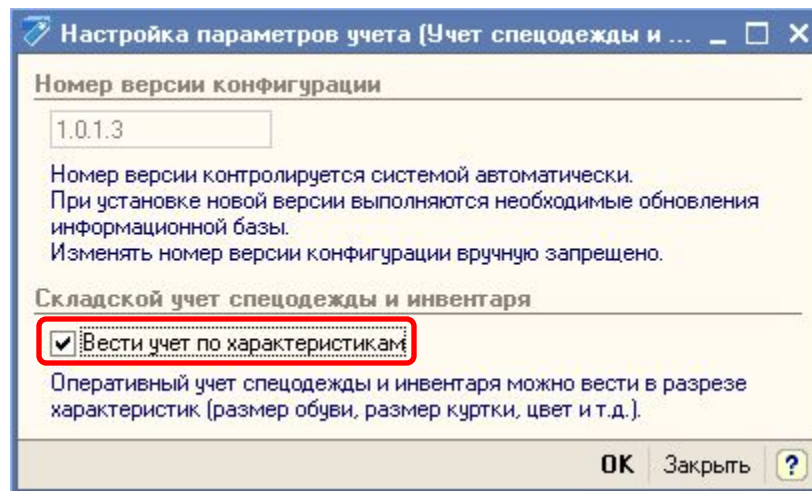 Настройка параметров учета (Учет спецодежды и ...
Номер версии конфигурации
1.0.1.3
Номер версии контролируется системой автоматически.
При установке новой версии выполняются необходимые обновления
информационной базы.
Изменять номер версии конфигурации вручную запрещено.
Складской учет спецодежды и инвентаря
Вести учет по характеристикам
Оперативный учет спецодежды и инвентаря можно вести в разрезе
характеристик (размер обуви, размер куртки, цвет и т.д.).
OK Закрыть ?